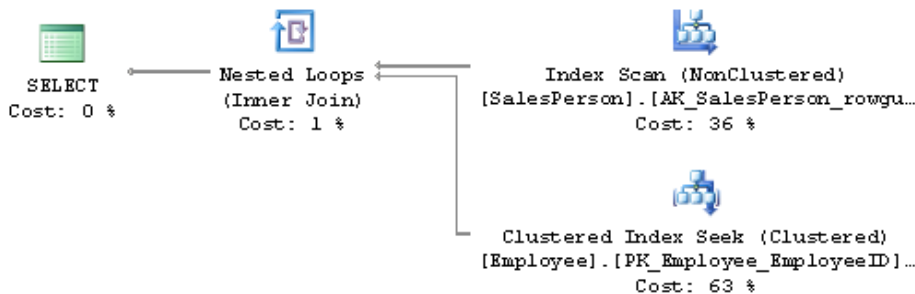 SELECT
Cost: 0 %
Nested Loops
(Inner Join)
Cost: 1 %
Index Scan (NonClustered)
[SalesPerson].[AK_SalesPerson_rowgu…
Cost: 36 %
Clustered Index Seek (Clustered)
[Employee].[PK_Employee_EmployeeID]…
Cost: 63 %